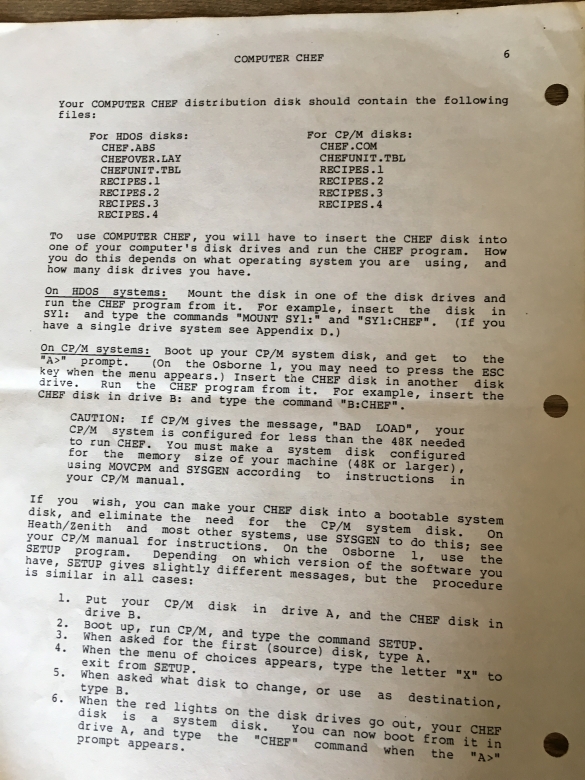 COMPUTER CHEF 6
Your COMPUTER CHEF distribution disk should contain the following
files:
For HDOS disks: For CP/M disks:
CHEF.ABS CHEF.COM
CHEFOVER.LAY CHEFUNIT.TBL
CHEFUNIT.TBL RECIPES.1
RECIPES.1 RECIPES.2
RECIPES.2 RECIPES.3
RECIPES.3 RECIPES.4
RECIPES.4
To use COMPUTER CHEF, you will have to insert the CHEF disk into
one of your computer's disk drives and run the CHEF program. How
you do this depends on what operating system you are using, and
how many disk drives you have.
On HDOS systems: Mount the disk in one of the disk drives and
run the CHEF program from it. For example, insert the disk in
SY1: and type the commands "MOUNT SY1:" and "SY1:CHEF". (If you
have a single drive system see Appendix D.)
On CP/M systems: Boot up your CP/M system disk, and get to the
"A>" prompt. (On the Osborne 1, you may need to press the ESC
key when the menu appears.) Insert the CHEF disk in another disk
drive. Run the CHEF program from it. For example, insert the
CHEF disk in drive B: and type the command "B:CHEF".
CAUTION: If CP/M gives the message, "BAD LOAD", your
CP/M system is configured for less than the 48K needed
to run CHEF. You must make a system disk configured
for the memory size of your machine (48K or larger),
using MOVCPM and SYSGEN according to instructions in
your CP/M manual.
If you wish, you can make your CHEF disk into a bootable system
disk, and eliminate the need for the CP/M system disk. On
Heath/Zenith and most other systems, use SYSGEN to do this; see
your CP/M manual for instructions. On the Osborne 1, use the
SETUP program. Depending on which version of the software you
have, SETUP gives slightly different messages, but the procedure
is similar in all cases:
1. Put your CP/M disk in drive A, and the CHEF disk in
drive B.
2. Boot up, run CP/M, and type the command SETUP.
3. When asked for the first (source) disk, type A.
4. When the menu of choices appears, type the letter "X" to
exit from SETUP.
5. When asked what disk to change, or use as destination,
type B.
6. When the red lights on the disk drives go out, your CHEF
disk is a system disk. You can now boot from it in
drive A, and type the "CHEF" command when the "A>"
prompt appears.